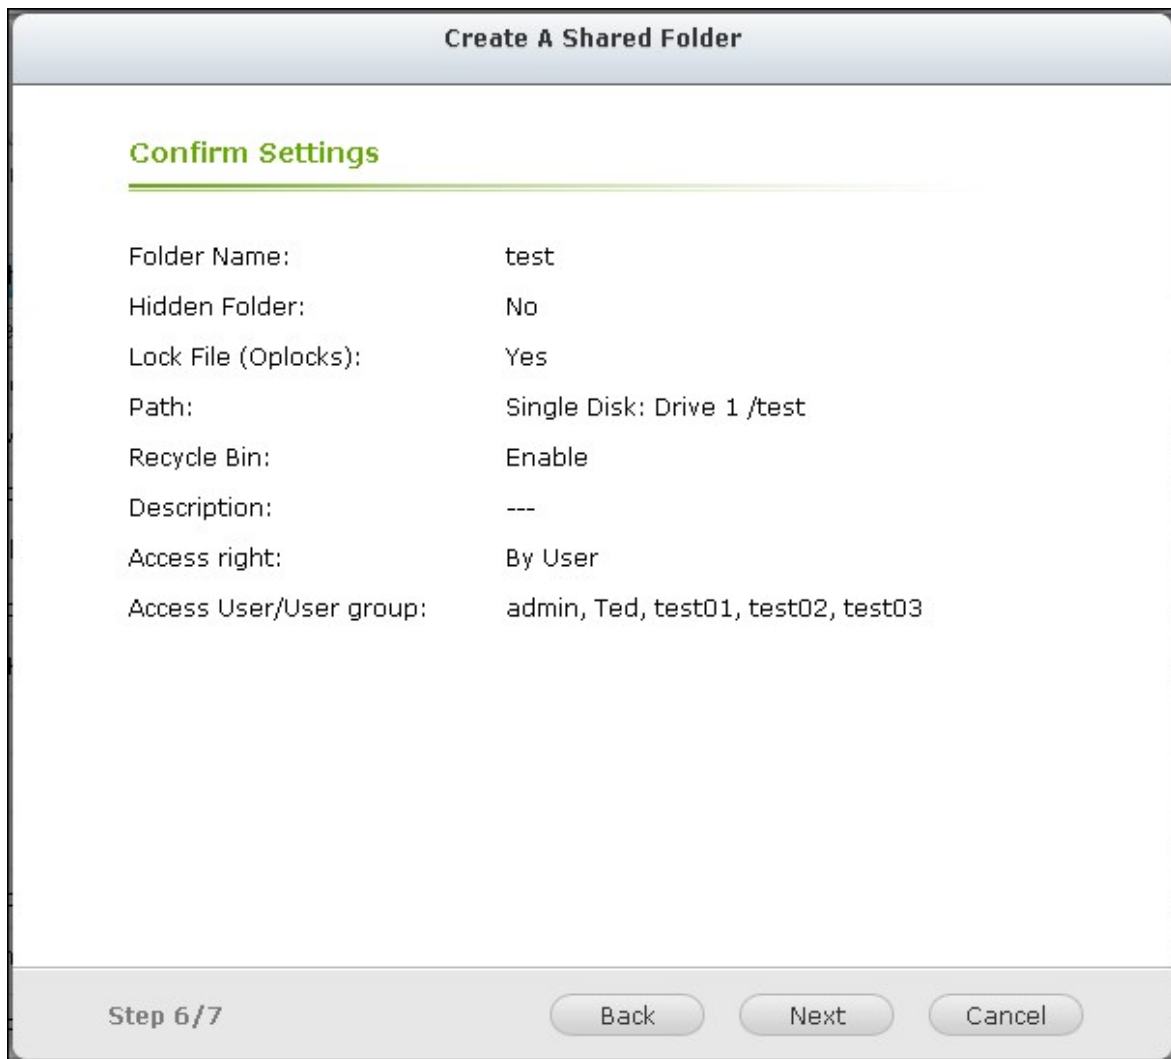 Create A Shared Folder
Confirm Settings
Folder Name: test
Hidden Folder: No
Lock File (Oplocks): Yes
Path: Single Disk: Drive 1 /test
Recycle Bin: Enable
Description: ---
Access right: By User
Access User/User group: admin, Ted, test01, test02, test03
Step 6/7 Back Next Cancel